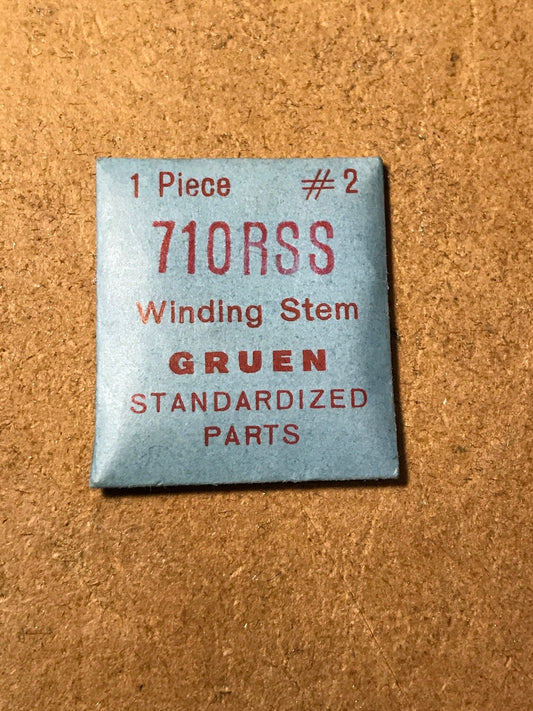 1 Piece #2
710RSS
Winding Stem
GRUEN
STANDARDIZED
PARTS